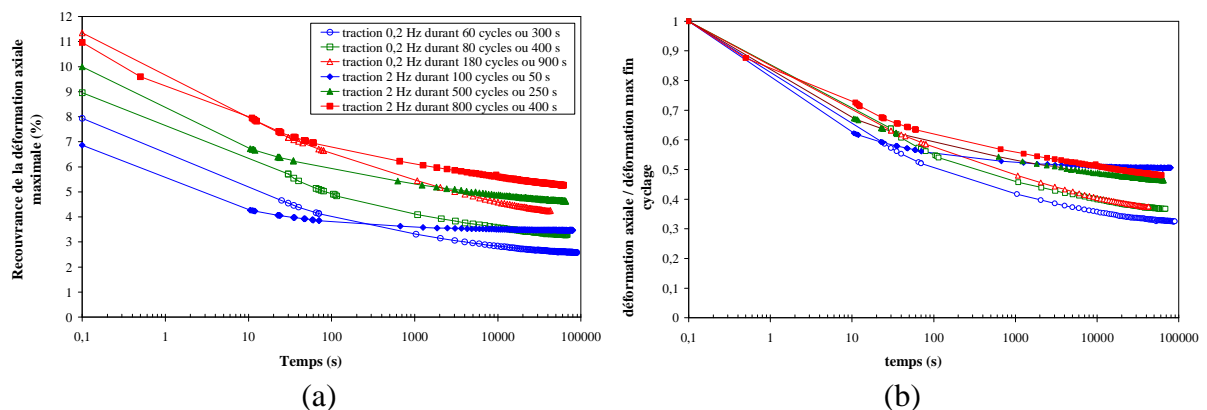 12
11
10
9
8
7
6
5
4
3
2
1
0
Recouvrance de la déformation axiale
maximale (%)
traction 0,2 Hz durant 60 cycles ou 300 s
traction 0,2 Hz durant 80 cycles ou 400 s
traction 0,2 Hz durant 180 cycles ou 900 s
traction 2 Hz durant 100 cycles ou 50 s
traction 2 Hz durant 500 cycles ou 250 s
traction 2 Hz durant 800 cycles ou 400 s
0,1 1 10 100 1000 10000 100000
Temps (s)
(a)
1
0,9
0,8
0,7
0,6
0,5
0,4
0,3
0,2
0,1
0
déformation axiale / déformation max fin
cyclage
0,1 1 10 100 1000 10000 100000
temps (s)
(b)